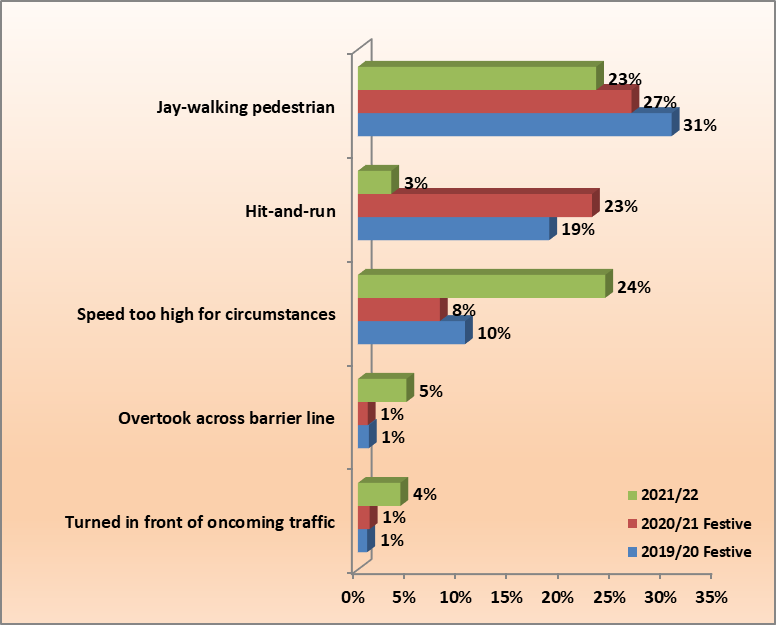 Jay-walking pedestrian
23%
27%
31%
Hit-and-run
3%
23%
19%
Speed too high for circumstances
24%
8%
10%
Overtook across barrier line
5%
1%
1%
Turned in front of oncoming traffic
4%
1%
1%
2021/22
2020/21 Festive
2019/20 Festive
0% 5% 10% 15% 20% 25% 30% 35%